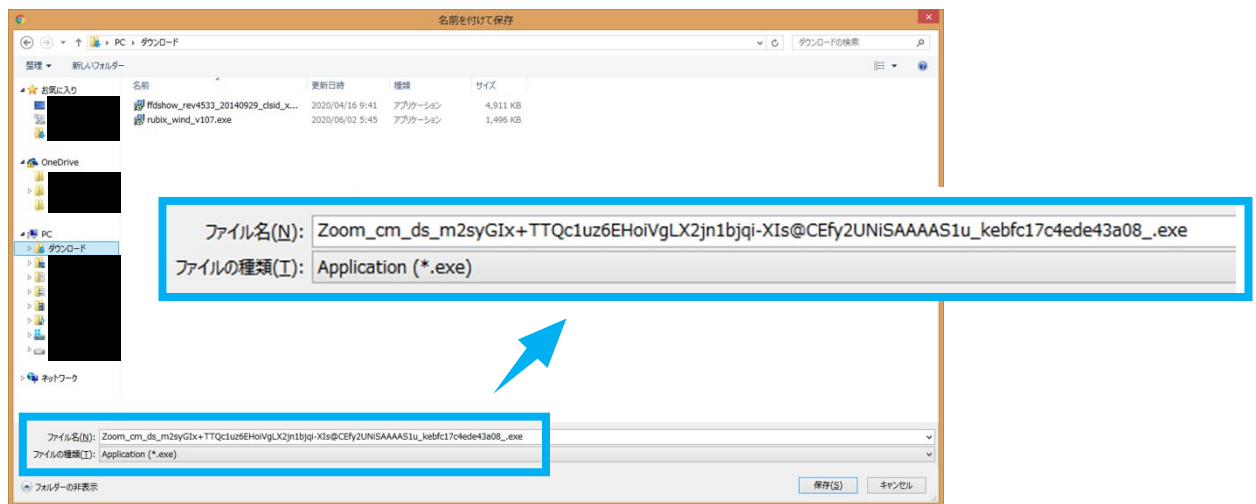 名前を付けて保存
PC ダウンロード
ダウンロードの検索
整理 新しいフォルダー
名前 更新日時 種類 サイズ
お気に入り
ffdshow_rev4533_20140929_clsid_x... 2020/04/16 9:41 アプリケーション 4,911 KB
rubix_wind_v107.exe 2020/06/02 5:45 アプリケーション 1,496 KB
OneDrive
PC
ダウンロード
ネットワーク
ファイル名(N): Zoom_cm_ds_m2syGIx+TTQc1uz6EHoiVgLX2jn1bjqi-XIs@CEfy2UNiSAAAAS1u_kebfc17c4ede43a08_.exe
ファイルの種類(T): Application (*.exe)
ファイル名(N): Zoom_cm_ds_m2syGIx+TTQc1uz6EHoiVgLX2jn1bjqi-XIs@CEfy2UNiSAAAAS1u_kebfc17c4ede43a08_.exe
ファイルの種類(T): Application (*.exe)
フォルダーの非表示
保存(S) キャンセル